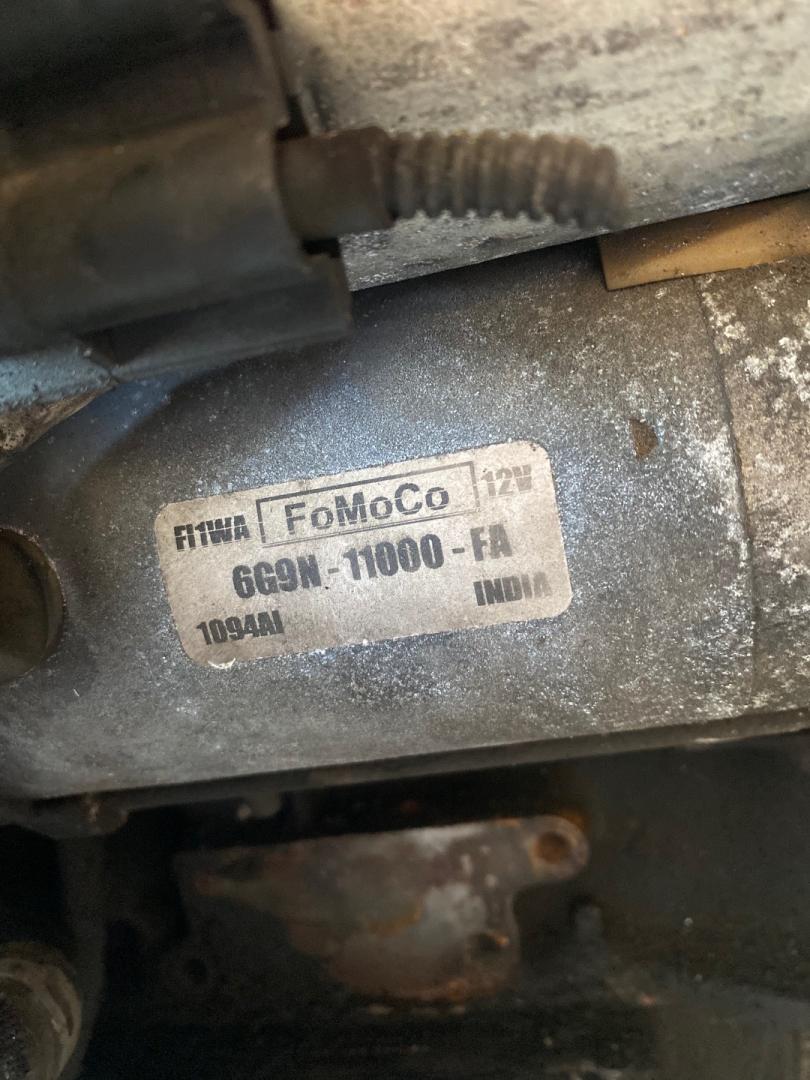 FI1WA FoMoCo 12V
6G9N-11000-FA
1094AI INDIA